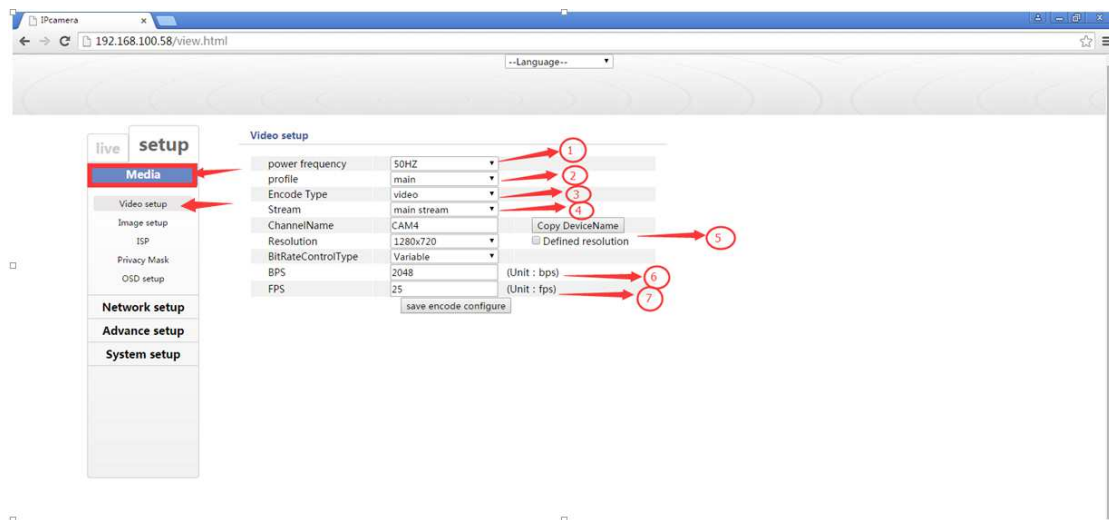 IPcamera
192.168.100.58/view.html
--Language--
live setup
Media
Video setup
Image setup
ISP
Privacy Mask
OSD setup
Network setup
Advance setup
System setup
Video setup
power frequency 50HZ 1
profile main 2
Encode Type video 3
Stream main stream 4
ChannelName CAM4 Copy DeviceName
Resolution 1280x720 Defined resolution 5
BitRateControlType Variable
BPS 2048 (Unit : bps) 6
FPS 25 (Unit : fps) 7
save encode configure